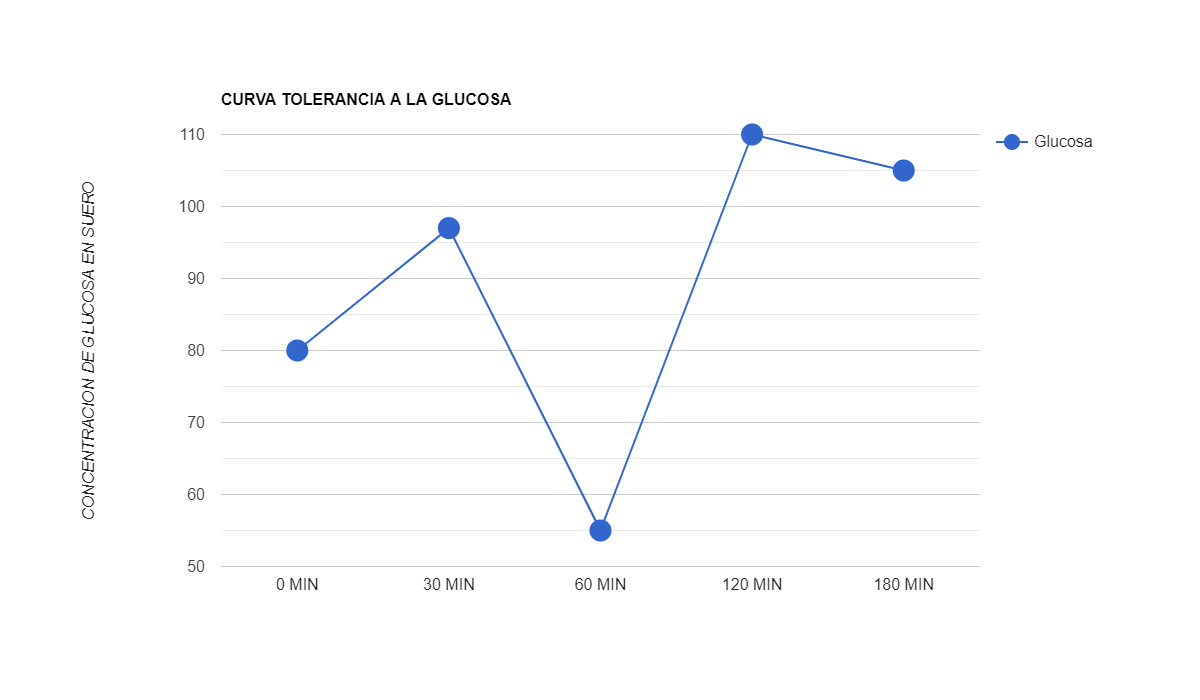 CURVA TOLERANCIA A LA GLUCOSA
CONCENTRACION DE GLUCOSA EN SUERO
110
100
90
80
70
60
50
0 MIN
30 MIN
60 MIN
120 MIN
180 MIN
Glucosa